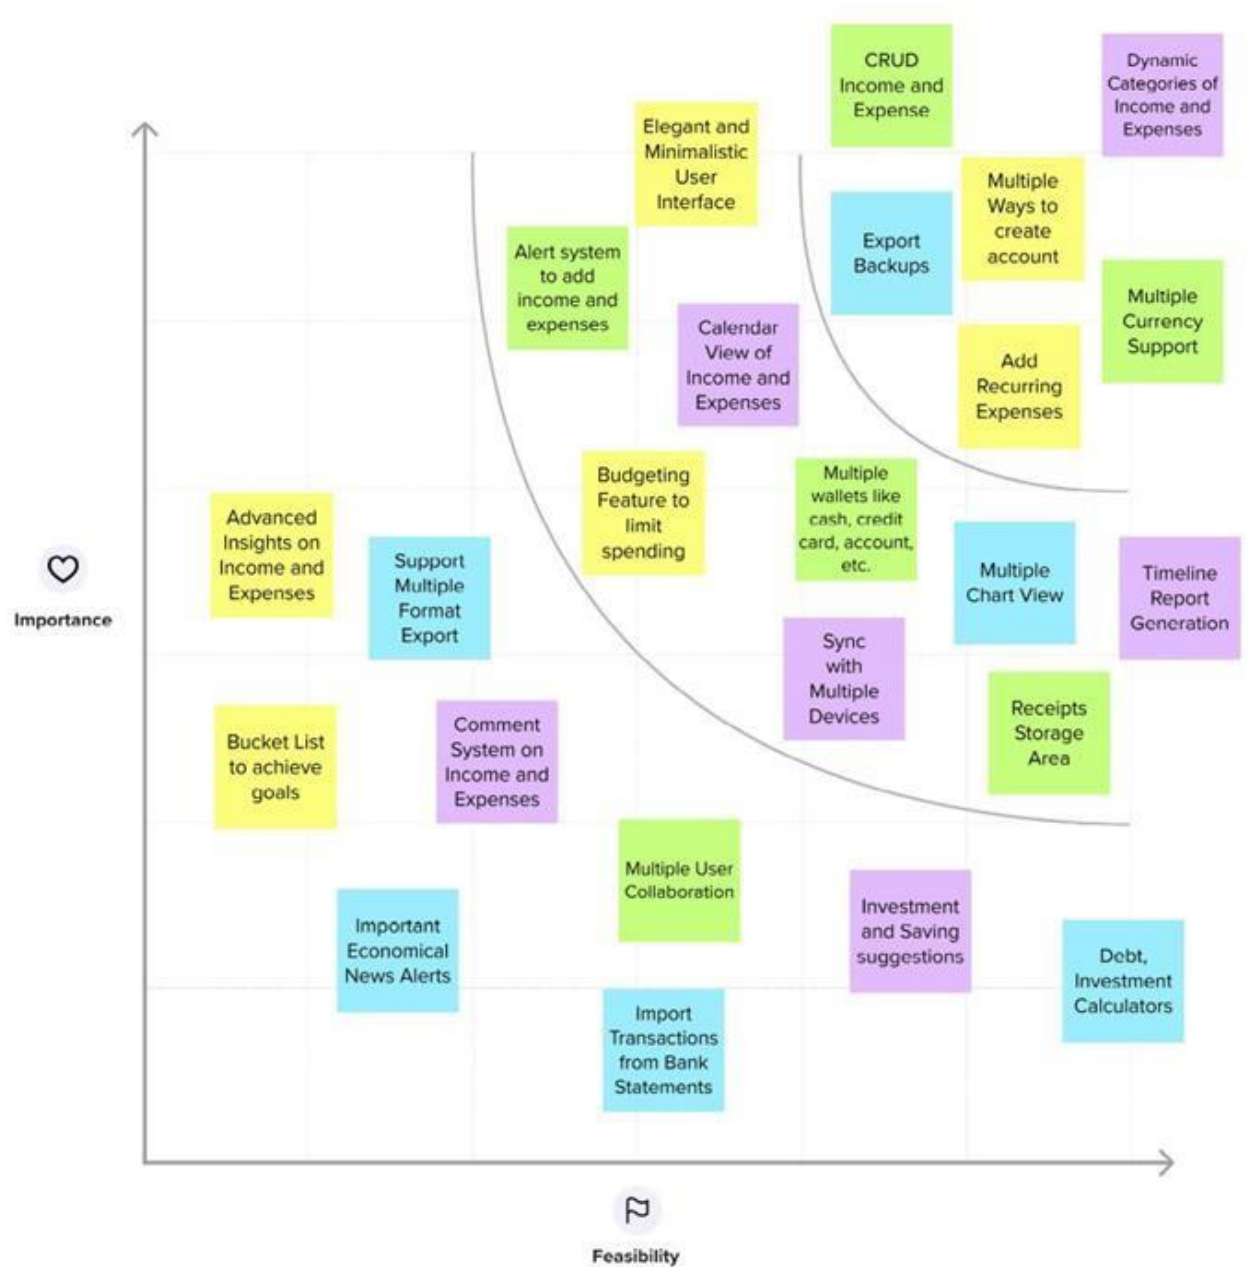 CRUD
Income and
Expense
Dynamic
Categories of
Income and
Expenses
Elegant and
Minimalistic
User
Interface
Multiple
Ways to
create
account
Export
Backups
Alert system
to add
income and
expenses
Multiple
Currency
Support
Calendar
View of
Income and
Expenses
Add
Recurring
Expenses
Budgeting
Feature to
limit
spending
Multiple
wallets like
cash, credit
card, account,
etc.
Advanced
Insights on
Income and
Expenses
Support
Multiple
Format
Export
Multiple
Chart View
Timeline
Report
Generation
Importance
Sync
with
Multiple
Devices
Receipts
Storage
Area
Bucket List
to achieve
goals
Comment
System on
Income and
Expenses
Multiple User
Collaboration
Investment
and Saving
suggestions
Important
Economical
News Alerts
Debt,
Investment
Calculators
Import
Transactions
from Bank
Statements
Feasibility